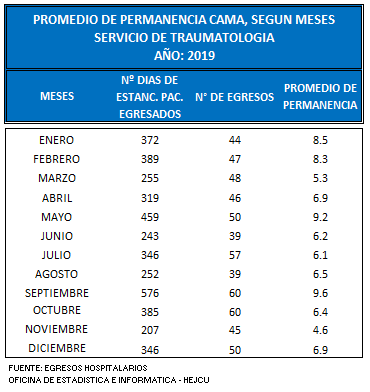 PROMEDIO DE PERMANENCIA CAMA, SEGUN MESES
SERVICIO DE TRAUMATOLOGIA
AÑO: 2019
MESES Nº DIAS DE ESTANC. PAC. EGRESADOS N° DE EGRESOS PROMEDIO DE PERMANENCIA
ENERO 372 44 8.5
FEBRERO 389 47 8.3
MARZO 255 48 5.3
ABRIL 319 46 6.9
MAYO 459 50 9.2
JUNIO 243 39 6.2
JULIO 346 57 6.1
AGOSTO 252 39 6.5
SEPTIEMBRE 576 60 9.6
OCTUBRE 385 60 6.4
NOVIEMBRE 207 45 4.6
DICIEMBRE 346 50 6.9
FUENTE: EGRESOS HOSPITALARIOS
OFICINA DE ESTADISTICA E INFORMATICA - HEJCU